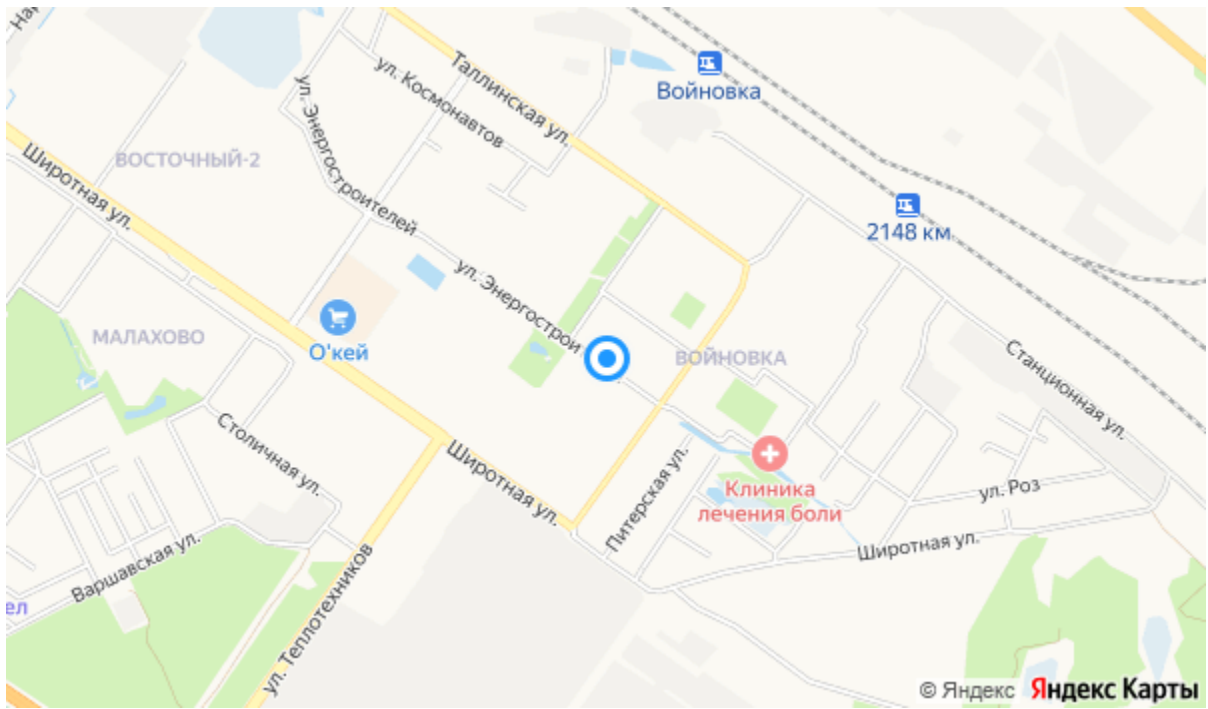 Нар
ул. Космонавтов
Таллинская ул.
Войновка
ул. Энергостроителей
ВОСТОЧНЫЙ-2
Широтная ул.
2148 км
ул. Энергострои
О'кей
МАЛАХОВО
ВОЙНОВКА
Станционная ул.
Столичная ул.
Широтная ул.
Питерская ул.
Клиника
лечения боли
ул. Роз
Широтная ул.
Варшавская ул.
ел
ул. Теплотехников
© Яндекс Яндекс Карты